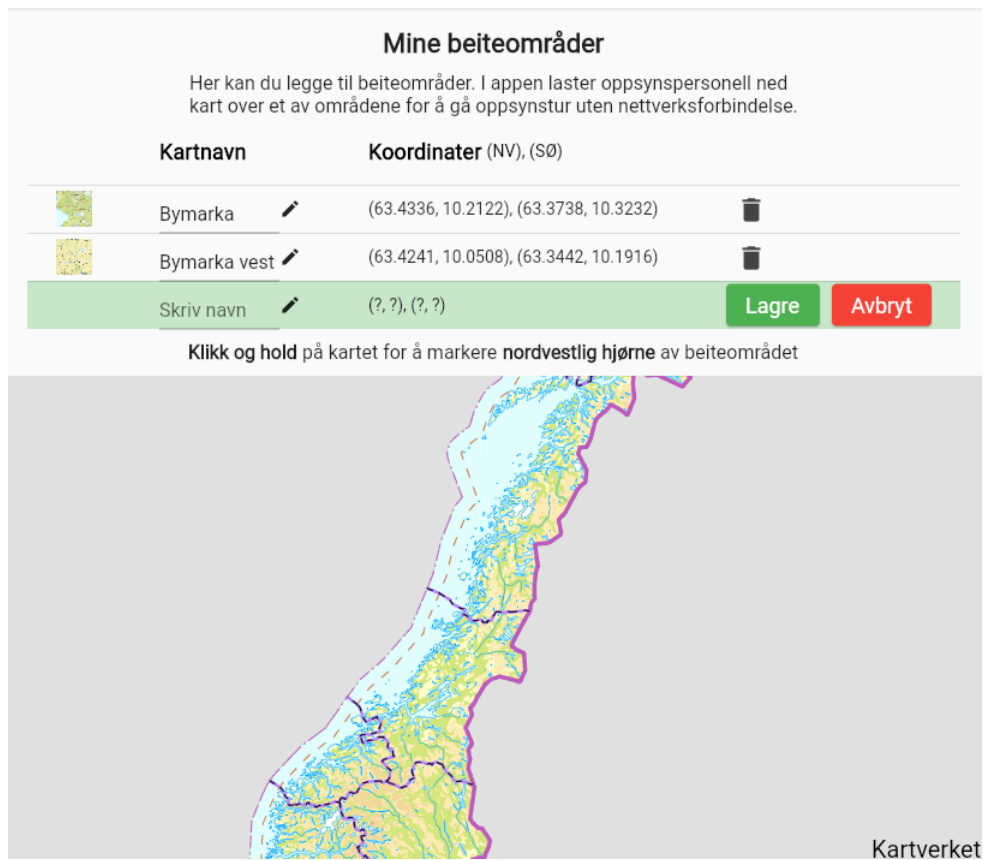 Mine beiteområder
Her kan du legge til beiteområder. I appen laster oppsynspersonell ned
kart over et av områdene for å gå oppsynstur uten nettverksforbindelse.
Kartnavn Koordinater (NV), (SØ)
Bymarka (63.4336, 10.2122), (63.3738, 10.3232)
Bymarka vest (63.4241, 10.0508), (63.3442, 10.1916)
Skriv navn (?, ?), (?, ?) Lagre Avbryt
Klikk og hold på kartet for å markere nordvestlig hjørne av beiteområdet
Kartverket